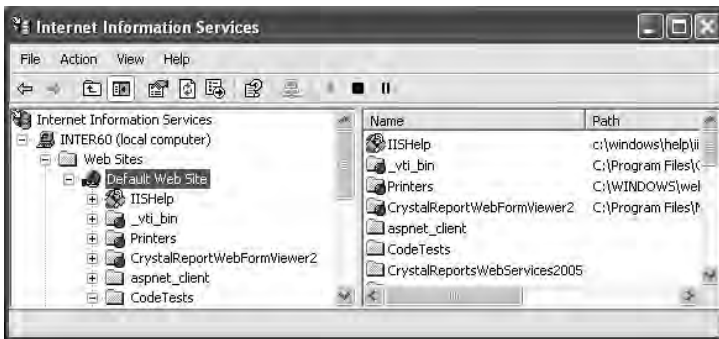 Internet Information Services
File Action View Help
Internet Information Services
INTER60 (local computer)
Web Sites
Default Web Site
IISHelp
_vti_bin
Printers
CrystalReportWebFormViewer2
aspnet_client
CodeTests
Name Path
IISHelp c:\windows\help\ii
_vti_bin C:\Program Files\C
Printers C:\WINDOWS\wel
CrystalReportWebFormViewer2 C:\Program Files\M
aspnet_client
CodeTests
CrystalReportsWebServices2005